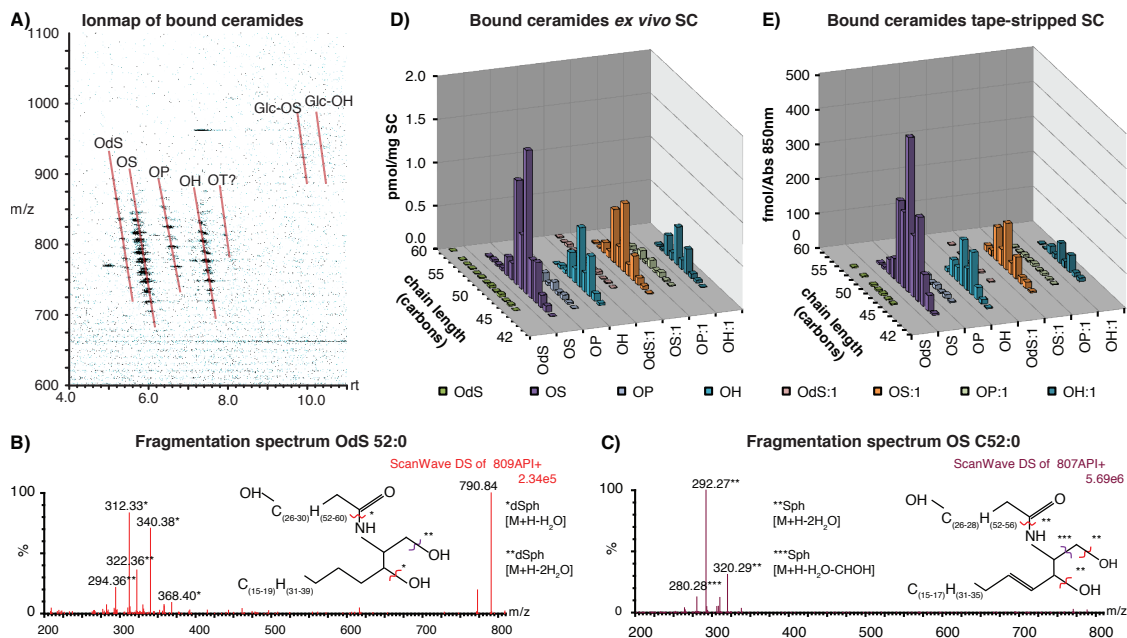 A) Ionmap of bound ceramides
1100
1000
900
m/z
800
700
600
4.0 6.0 8.0 10.0 rt
OdS
OS
OP
OH
OT?
Glc-OS
Glc-OH
D) Bound ceramides ex vivo SC
pmol/mg SC
2.0
1.5
1.0
0.5
0.0
60
55
50
45
42
chain length
(carbons)
OdS
OS
OP
OH
OdS:1
OS:1
OP:1
OH:1
E) Bound ceramides tape-stripped SC
fmol/Abs 850nm
500
400
300
200
100
0
60
55
50
45
42
chain length
(carbons)
OdS
OS
OP
OH
OdS:1
OS:1
OP:1
OH:1
OdS OS OP OH OdS:1 OS:1 OP:1 OH:1
B) Fragmentation spectrum OdS 52:0
ScanWave DS of 809API+
2.34e5
100
%
0
200 300 400 500 600 700 800 m/z
312.33*
340.38*
322.36**
294.36**
368.40*
790.84
OH
C(26-30)H(52-60)
O
NH
*
**
OH
*
OH
C(15-19)H(31-39)
*dSph
[M+H-H2O]
**dSph
[M+H-2H2O]
C) Fragmentation spectrum OS C52:0
ScanWave DS of 807API+
5.69e6
100
%
0
200 300 400 500 600 700 800 m/z
292.27**
320.29**
280.28***
**Sph
[M+H-2H2O]
***Sph
[M+H-H2O-CHOH]
OH
C(26-28)H(52-56)
O
NH
**
***
**
OH
**
OH
C(15-17)H(31-35)